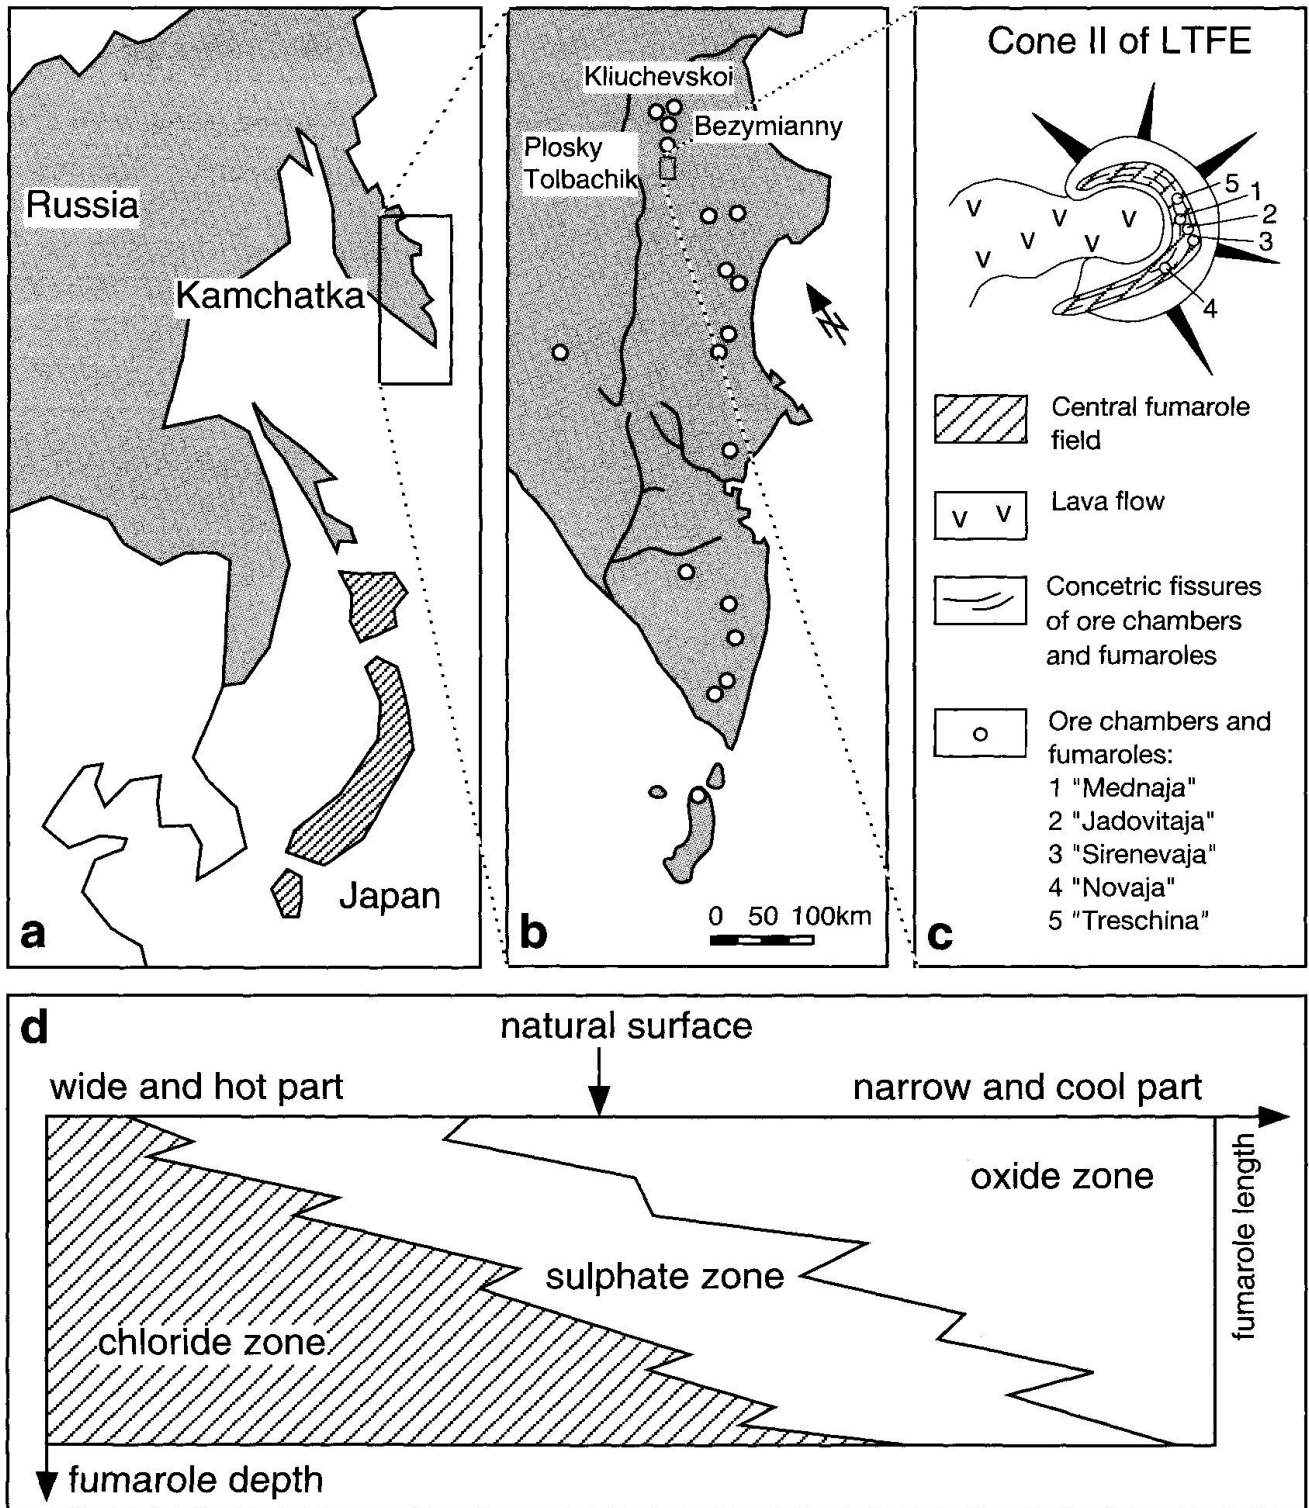 Russia
Kamchatka
Japan
a
Kliuchevskoi
Bezymianny
Plosky
Tolbachik
N
0 50 100km
b
Cone II of LTFE
5
1
2
3
4
Central fumarole
field
v v v v v v
v v
Lava flow
Concetric fissures
of ore chambers
and fumaroles
Ore chambers and
fumaroles:
1 "Mednaja"
2 "Jadovitaja"
3 "Sirenevaja"
4 "Novaja"
5 "Treschina"
c
d
natural surface
wide and hot part
narrow and cool part
oxide zone
fumarole length
sulphate zone
chloride zone
fumarole depth